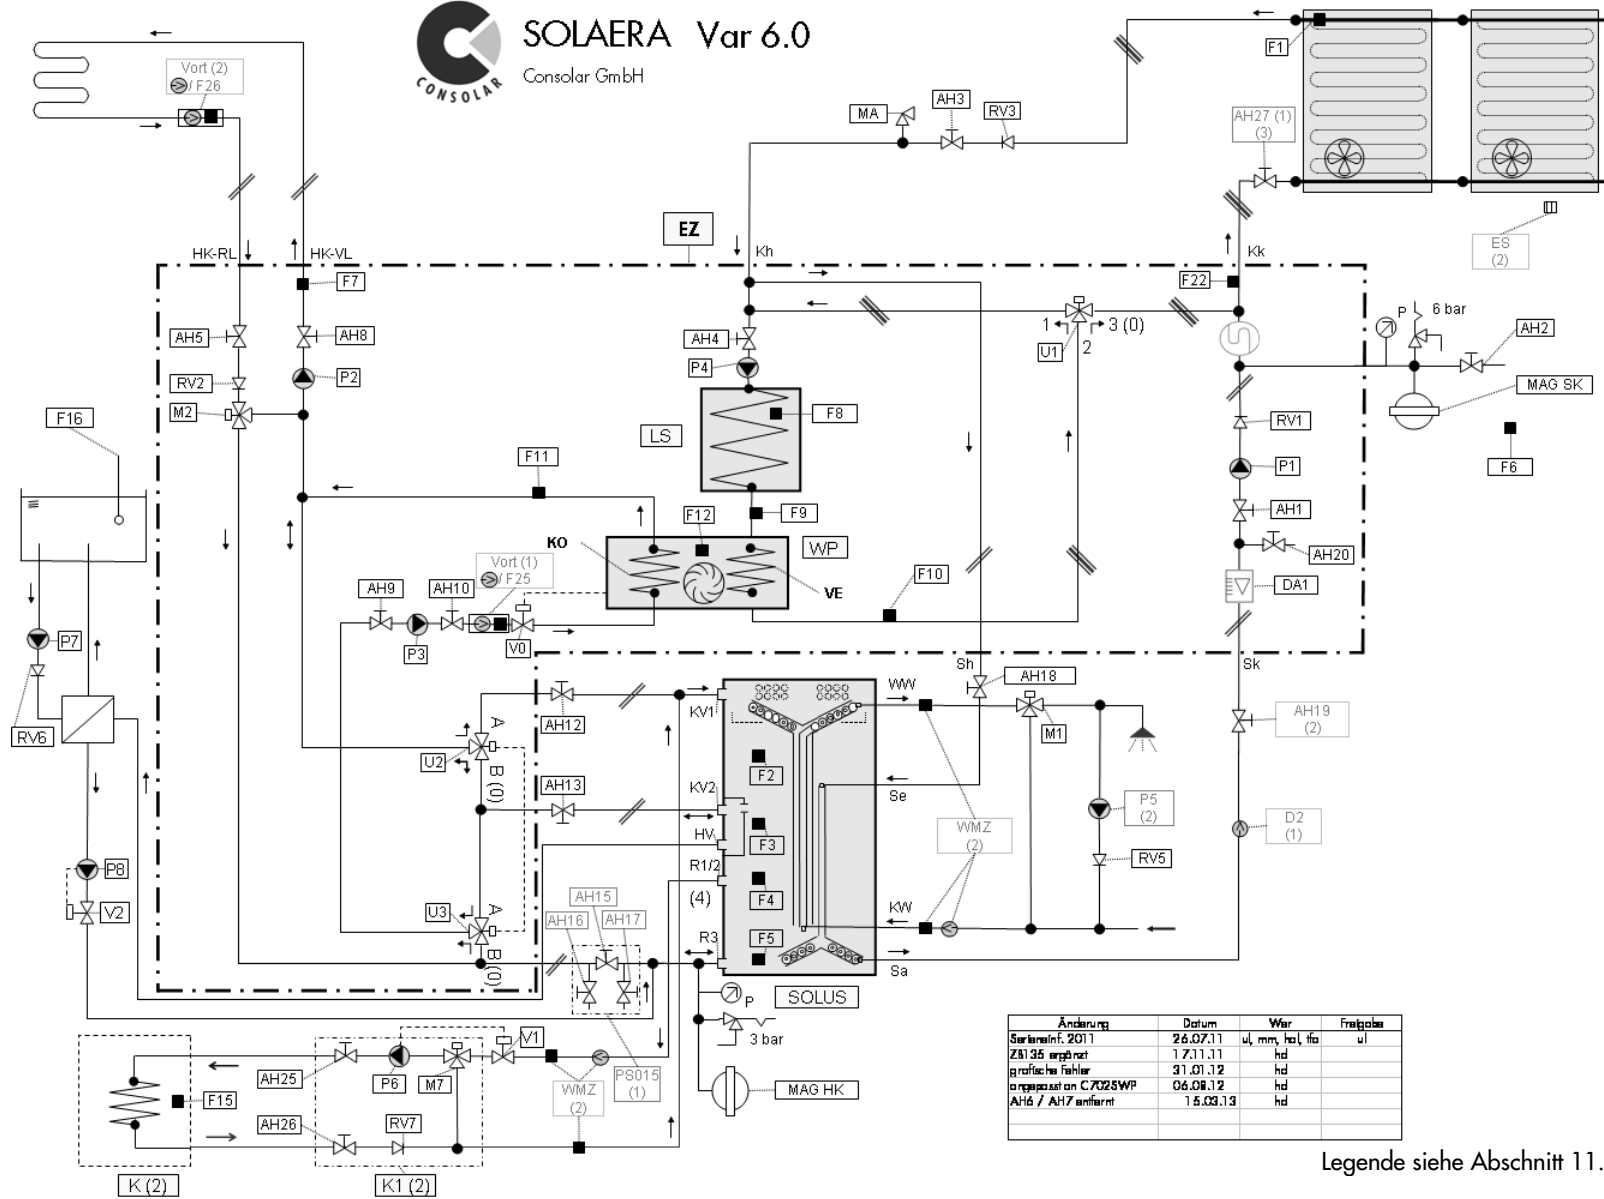 SOLAERA Var 6.0
Consolar GmbH
CONSOLAR
Vort (2)
/ F26
F1
MA
AH3
RV3
AH27 (1)
(3)
ES
(2)
EZ
HK-RL
HK-VL
Kh
Kk
F7
F22
AH5
AH8
AH4
1
3 (0)
2
U1
P
6 bar
AH2
RV2
P2
P4
MAG SK
M2
F8
F16
LS
RV1
F11
P1
F6
F12
F9
AH1
KO
WP
AH20
Vort (1)
/ F25
VE
F10
DA1
AH9
AH10
P7
P3
V0
Sh
Sk
AH18
WW
KV1
AH12
A
U2
B (0)
RV6
M1
AH19
(2)
F2
AH13
KV2
Se
F3
HV
WMZ
(2)
P5
(2)
D2
(1)
R1/2
(4)
F4
RV5
P8
V2
U3
A
B (0)
AH15
AH16
AH17
KW
R3
F5
Sa
P
SOLUS
3 bar
V1
AH25
P6
M7
WMZ
(2)
PS015
(1)
MAG HK
F15
AH26
RV7
K (2)
K1 (2)
Änderung Datum Wer Freigabe
Serieneinf. 2011 26.07.11 ul, mm, hol, tfa ul
ZB135 ergänzt 17.11.11 hd
grafische Fehler 31.01.12 hd
angepasst an C702SWP 06.08.12 hd
AH6 / AH7 entfernt 15.03.13 hd
Legende siehe Abschnitt 11.